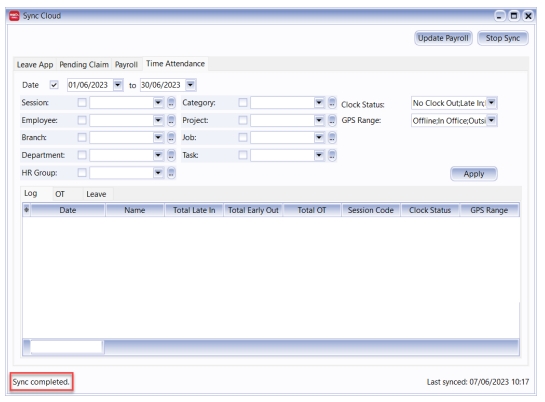 Sync Cloud
Update Payroll Stop Sync
Leave App Pending Claim Payroll Time Attendance
Date 01/06/2023 to 30/06/2023
Session: Category: Clock Status: No Clock Out;Late In;
Employee: Project: GPS Range: Offline;In Office;Outsi
Branch: Job:
Department: Task:
HR Group: Apply
Log OT Leave
Date Name Total Late In Total Early Out Total OT Session Code Clock Status GPS Range
Sync completed. Last synced: 07/06/2023 10:17